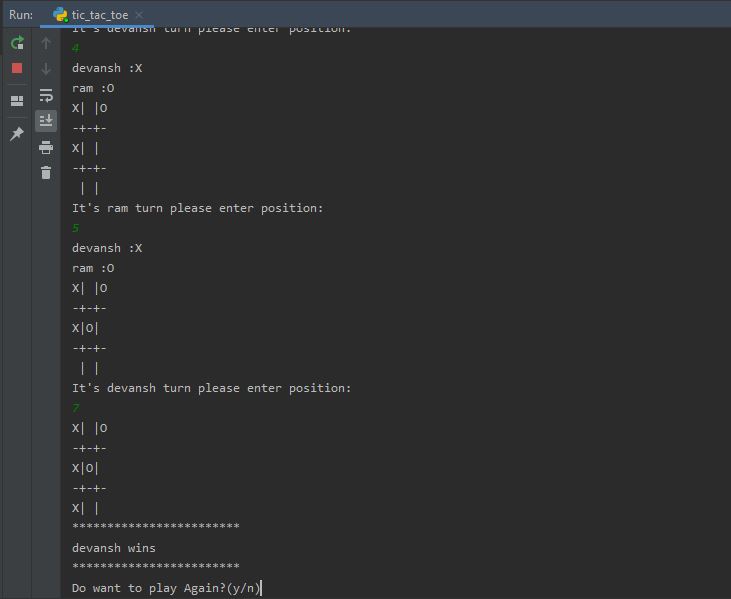 Run: tic_tac_toe
It's devansh turn please enter position:
4
devansh :X
ram :O
X| |O
-+-+-
X| |
-+-+-
 | |
It's ram turn please enter position:
5
devansh :X
ram :O
X| |O
-+-+-
X|O|
-+-+-
 | |
It's devansh turn please enter position:
7
X| |O
-+-+-
X|O|
-+-+-
X| |
************************
devansh wins
************************
Do want to play Again?(y/n)